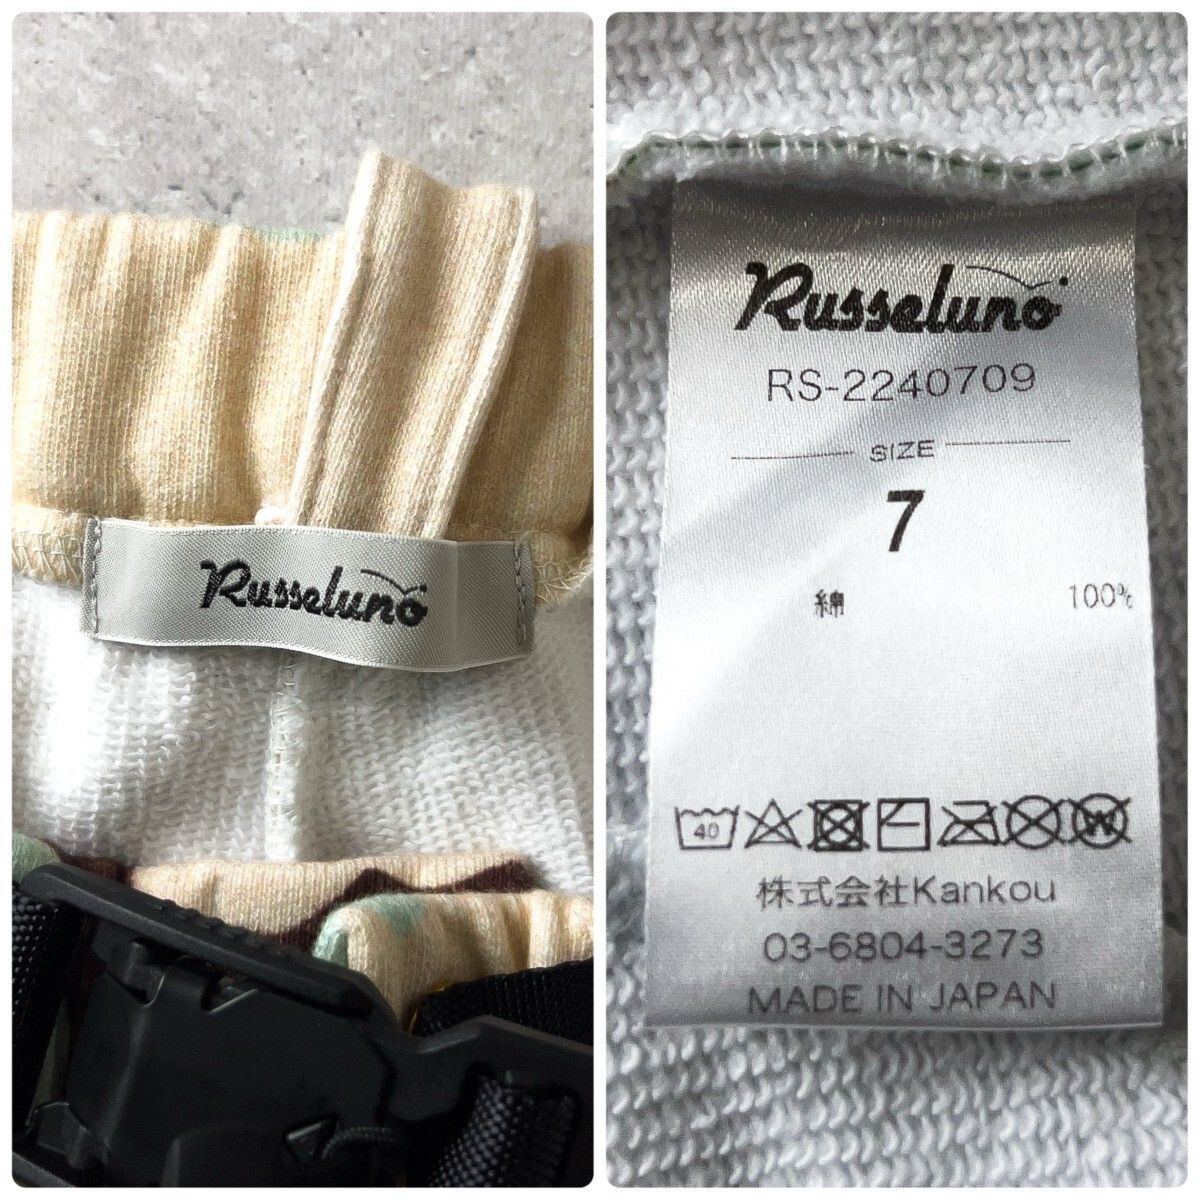 Russeluno
Russeluno
RS-2240709
SIZE
7
綿 100%
40
W
株式会社Kankou
03-6804-3273
MADE IN JAPAN